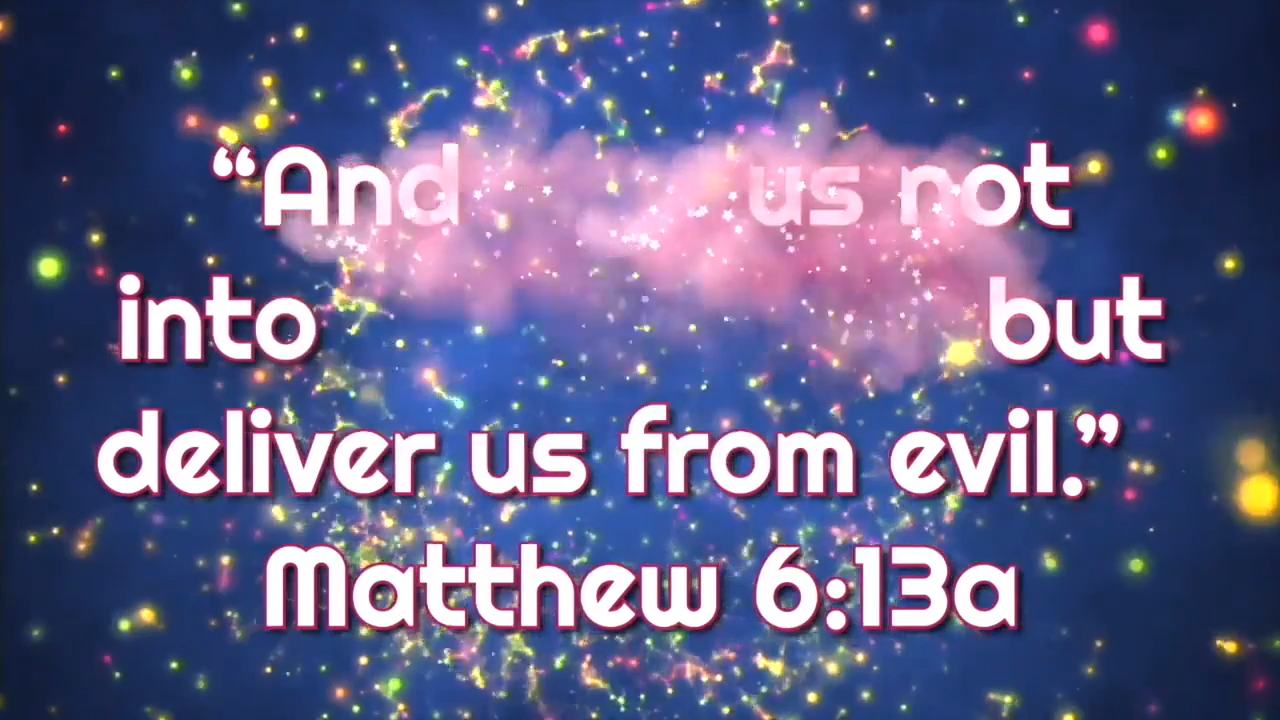 “And us not
into but
deliver us from evil.”
Matthew 6:13a